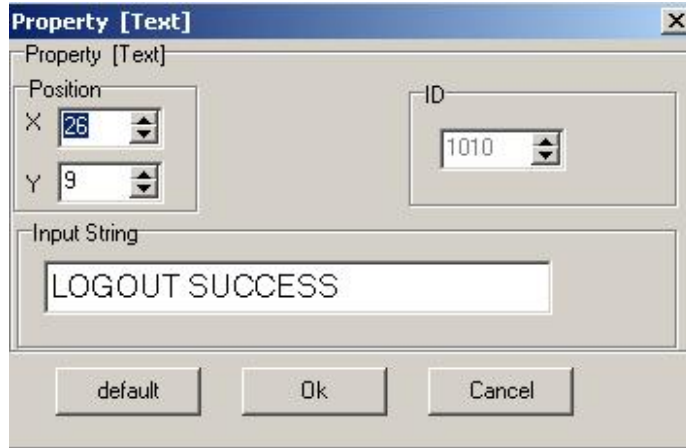 Property [Text]
Property [Text]
Position
ID
X 26
1010
Y 9
Input String
LOGOUT SUCCESS
default Ok Cancel